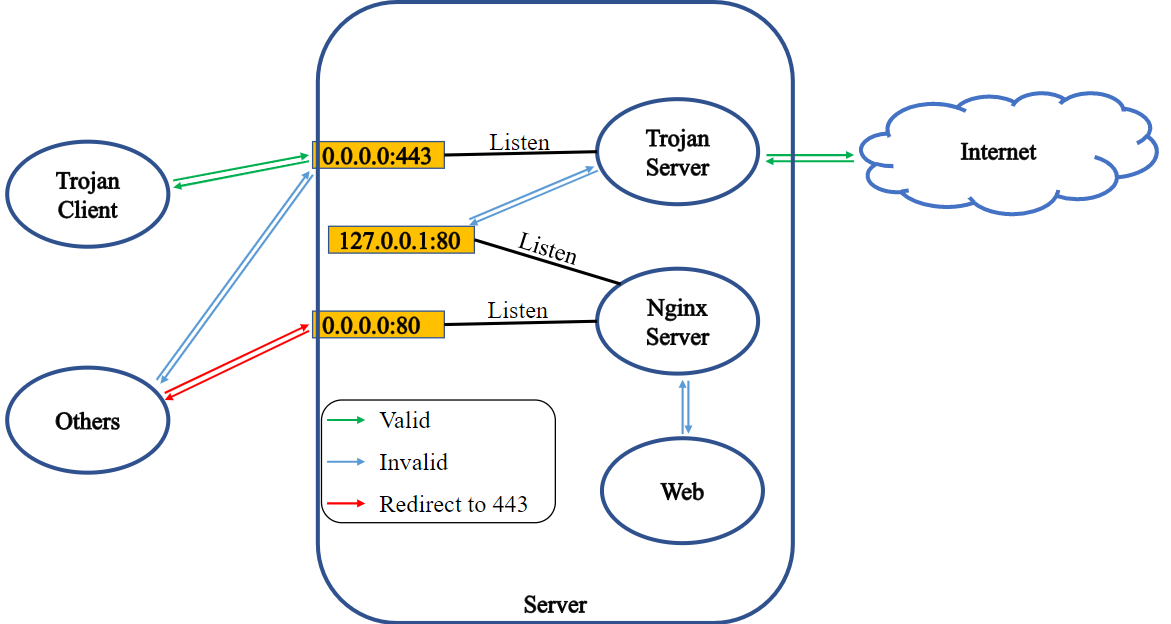 0.0.0.0:443
Listen
Trojan
Server
Internet
Trojan
Client
127.0.0.1:80
Listen
0.0.0.0:80
Listen
Nginx
Server
Others
Valid
Invalid
Redirect to 443
Web
Server